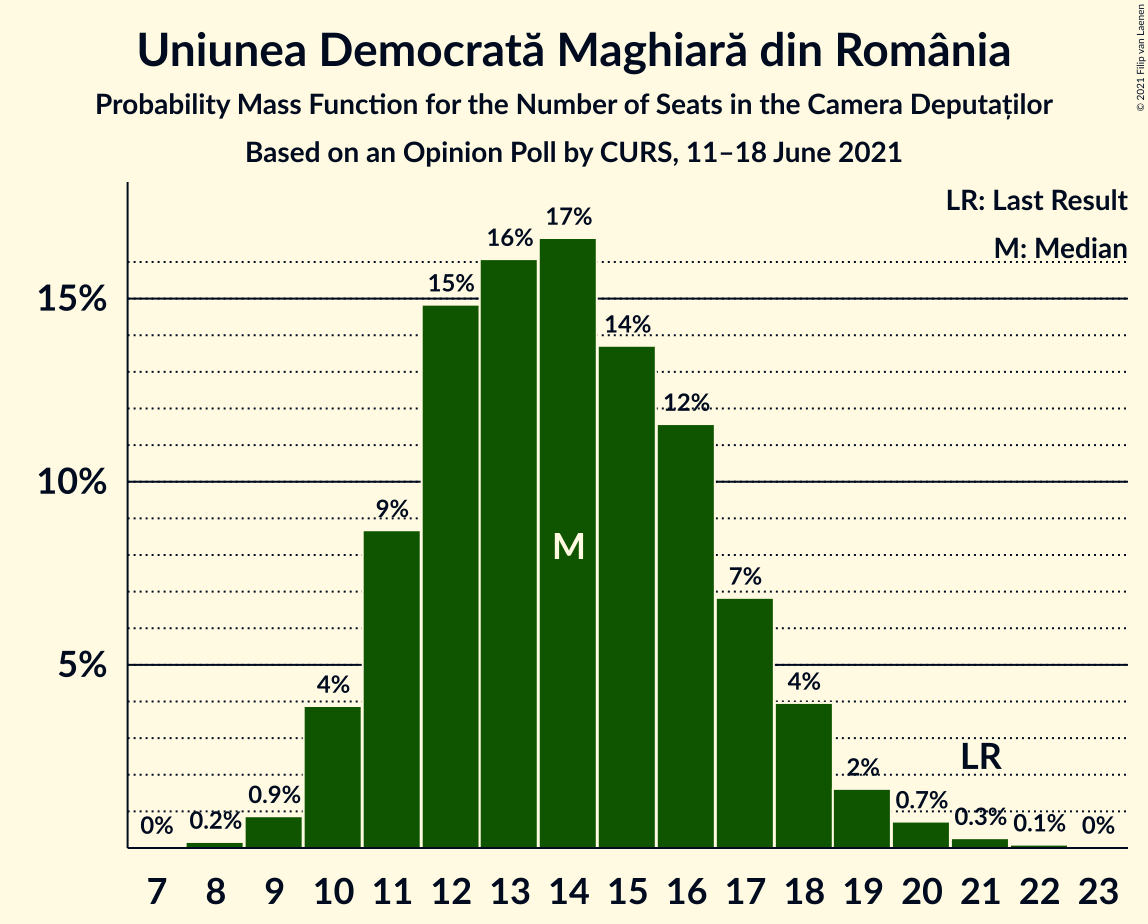 Uniunea Democrată Maghiară din România
Probability Mass Function for the Number of Seats in the Camera Deputaților
Based on an Opinion Poll by CURS, 11–18 June 2021
© 2021 Filip van Laenen
LR: Last Result
M: Median
15%
10%
5%
0%
0.2%
0.9%
4%
9%
15%
16%
17%
14%
12%
7%
4%
2%
0.7%
0.3%
0.1%
0%
M
LR
7 8 9 10 11 12 13 14 15 16 17 18 19 20 21 22 23